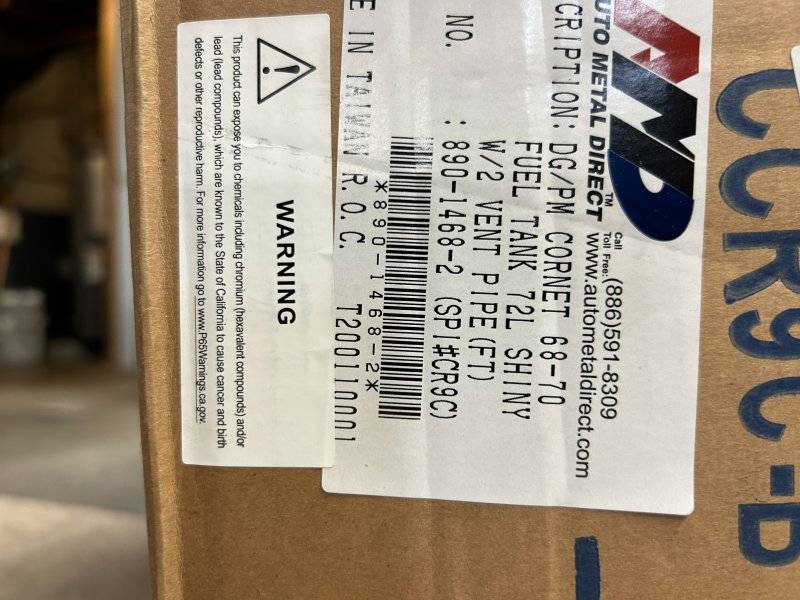 AMD
AUTO METAL DIRECT™
Call Toll Free: (886)591-8309
www.autometaldirect.com
CRIPTION: DG/PM CORNET 68-70
FUEL TANK 72L SHINY
W/2 VENT PIPE(FT)
NO. : 890-1468-2 (SPI#CR9C)
*890-1468-2*
E IN TAIWAN R.O.C. T200110001
WARNING
This product can expose you to chemicals including chromium (hexavalent compounds) and/or
lead (lead compounds), which are known to the State of California to cause cancer and birth
defects or other reproductive harm. For more information go to www.P65Warnings.ca.gov.
CCR9C-B